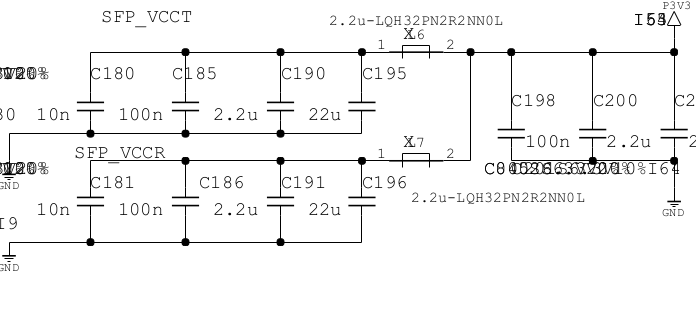 P3V3
SFP_VCCT
2.2u-LQH32PN2R2NN0L
1 2
C180 C185 C190 C195
C198 C200
10n 100n 2.2u 22u
100n 2.2u
SFP_VCCR
1 2
GND
C181 C186 C191 C196
10n 100n 2.2u 22u
2.2u-LQH32PN2R2NN0L
GND
I9
GND